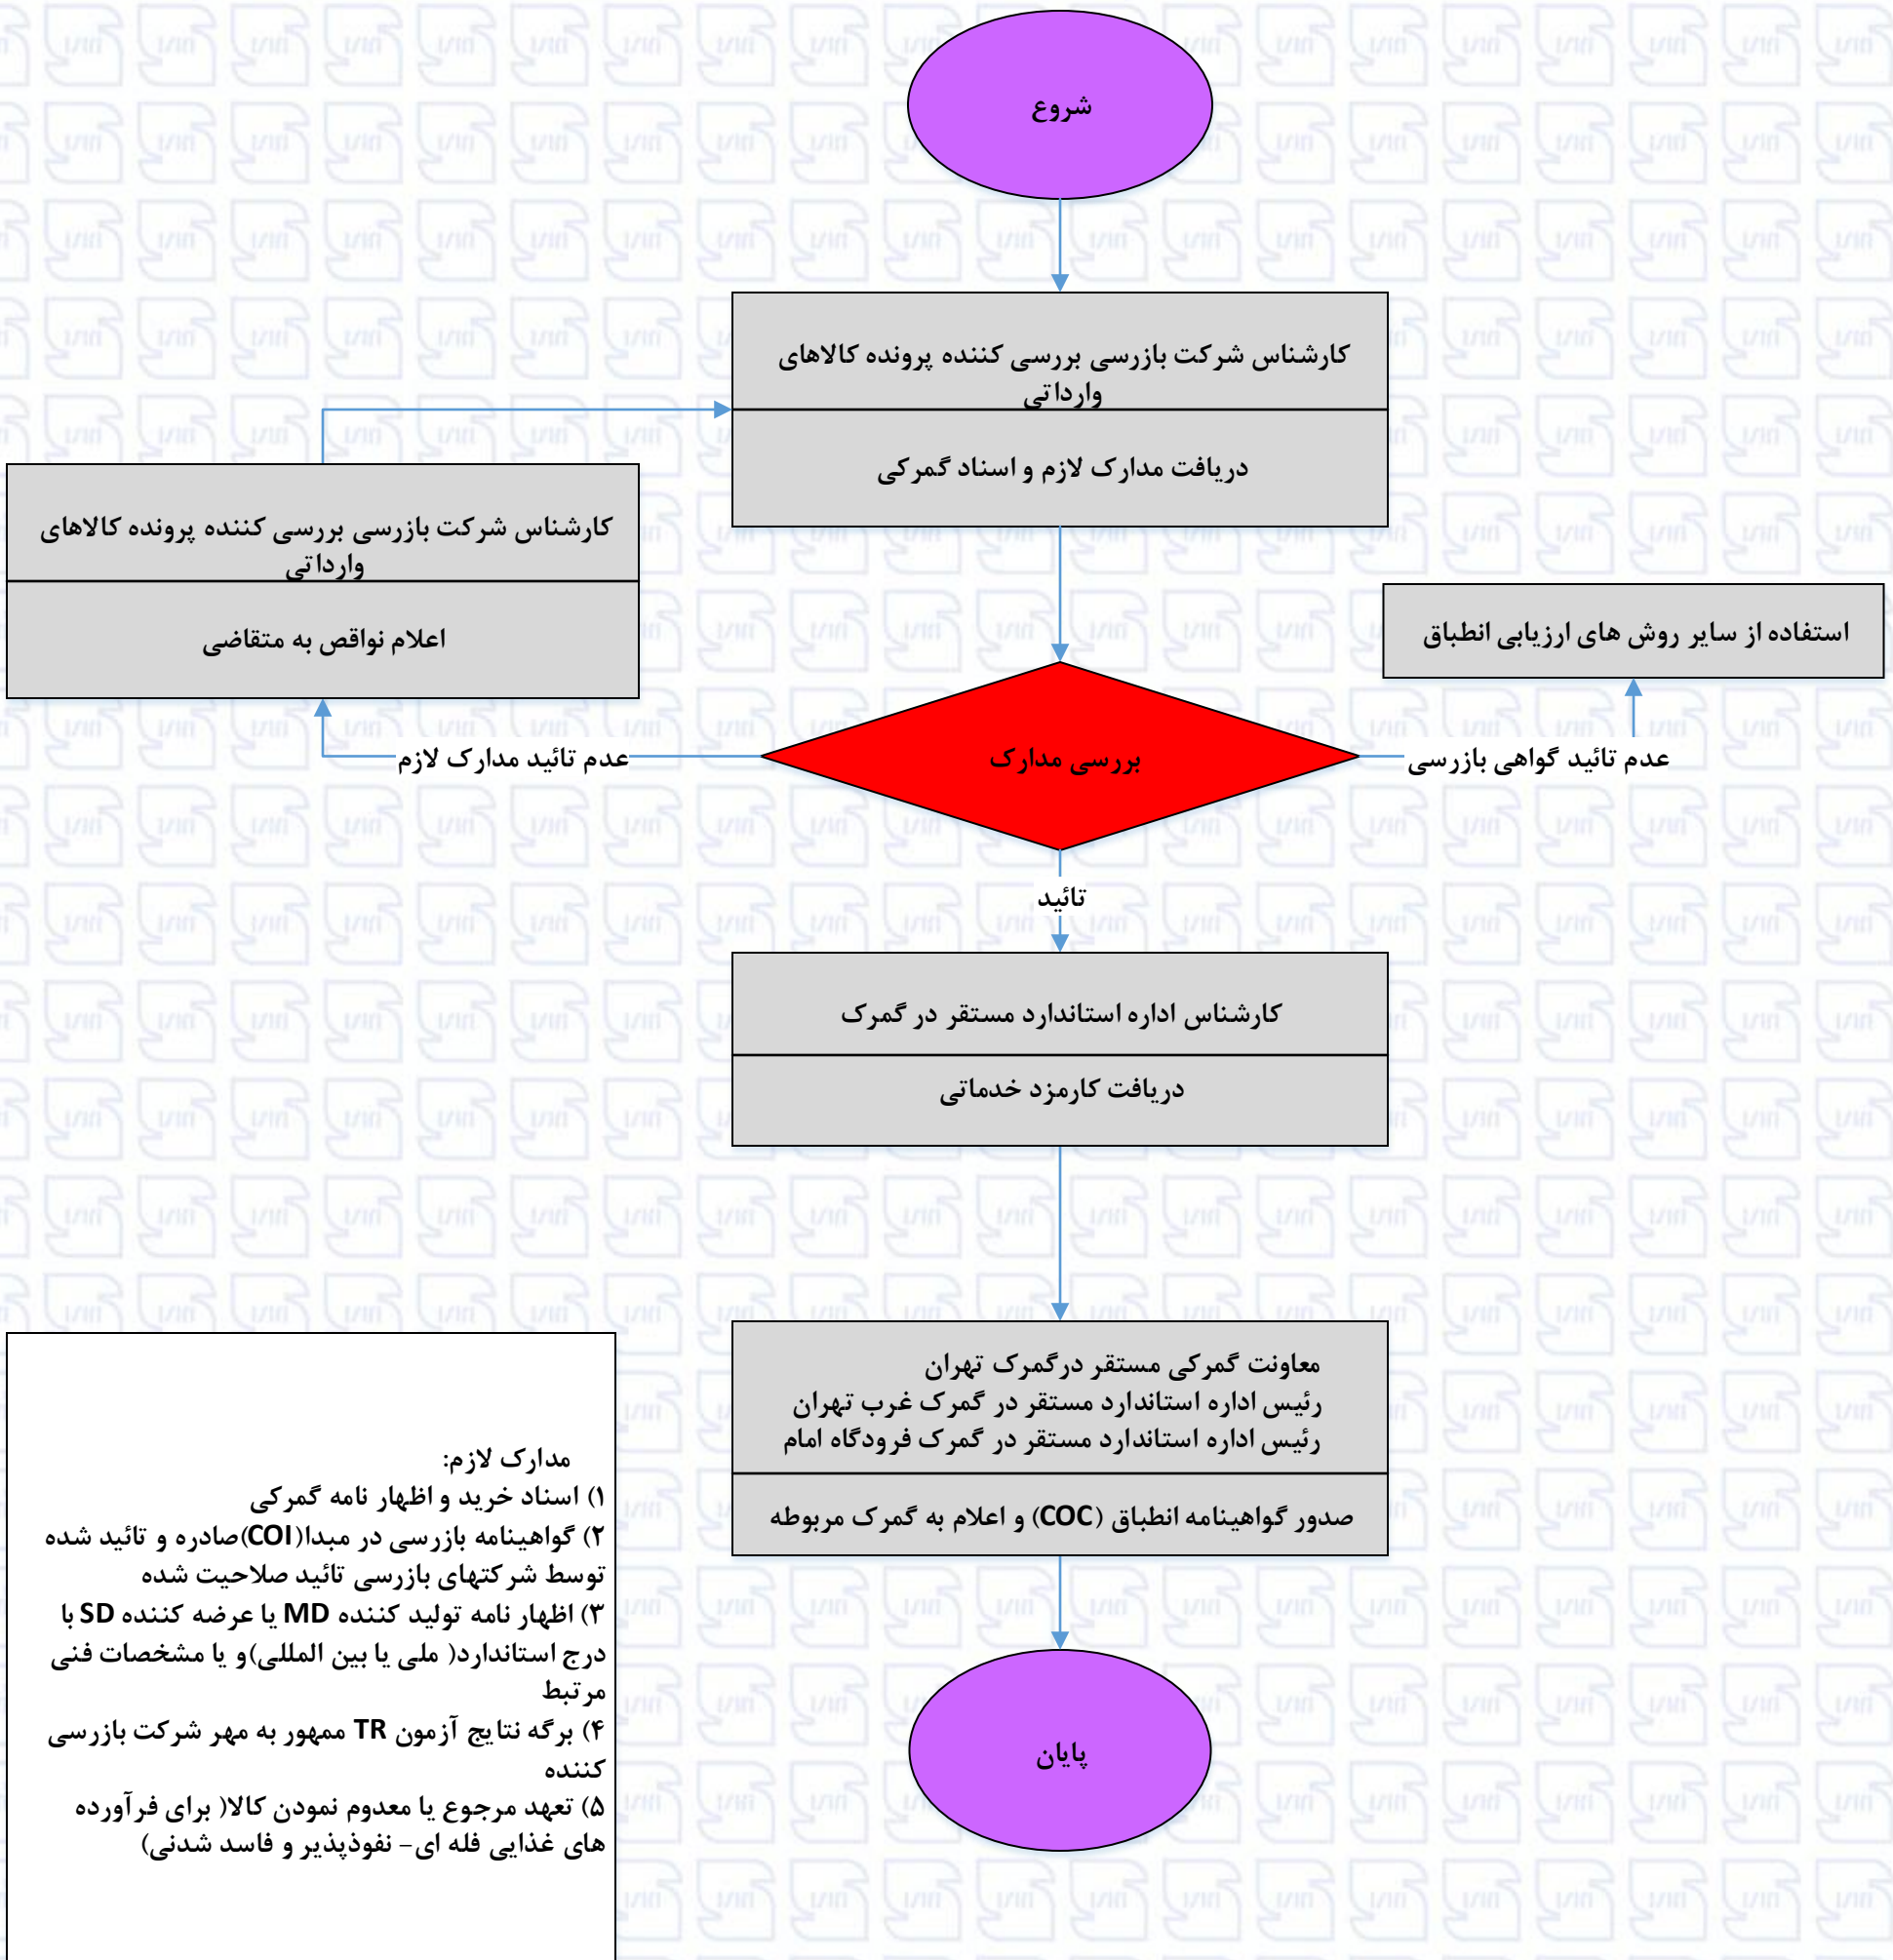 شروع
کارشناس شرکت بازرسی بررسی کننده پرونده کالاهای
وارداتی
دریافت مدارک لازم و اسناد گمرکی
کارشناس شرکت بازرسی بررسی کننده پرونده کالاهای
وارداتی
اعلام نواقص به متقاضی
استفاده از سایر روش های ارزیابی انطباق
بررسی مدارک
عدم تائید گواهی بازرسی
عدم تائید مدارک لازم
تائید
کارشناس اداره استاندارد مستقر در گمرک
دریافت کارمزد خدماتی
معاونت گمرکی مستقر درگمرک تهران
رئیس اداره استاندارد مستقر در گمرک غرب تهران
رئیس اداره استاندارد مستقر در گمرک فرودگاه امام
صدور گواهینامه انطباق (COC) و اعلام به گمرک مربوطه
پایان
مدارک لازم:
۱) اسناد خرید و اظهار نامه گمرکی
۲) گواهینامه بازرسی در مبدا(COI)صادره و تائید شده
توسط شرکتهای بازرسی تائید صلاحیت شده
۳) اظهار نامه تولید کننده MD یا عرضه کننده SD با
درج استاندارد( ملی یا بین المللی)و یا مشخصات فنی
مرتبط
۴) برگه نتایج آزمون TR ممهور به مهر شرکت بازرسی
کننده
۵) تعهد مرجوع یا معدوم نمودن کالا( برای فرآورده
های غذایی فله ای- نفوذپذیر و فاسد شدنی)